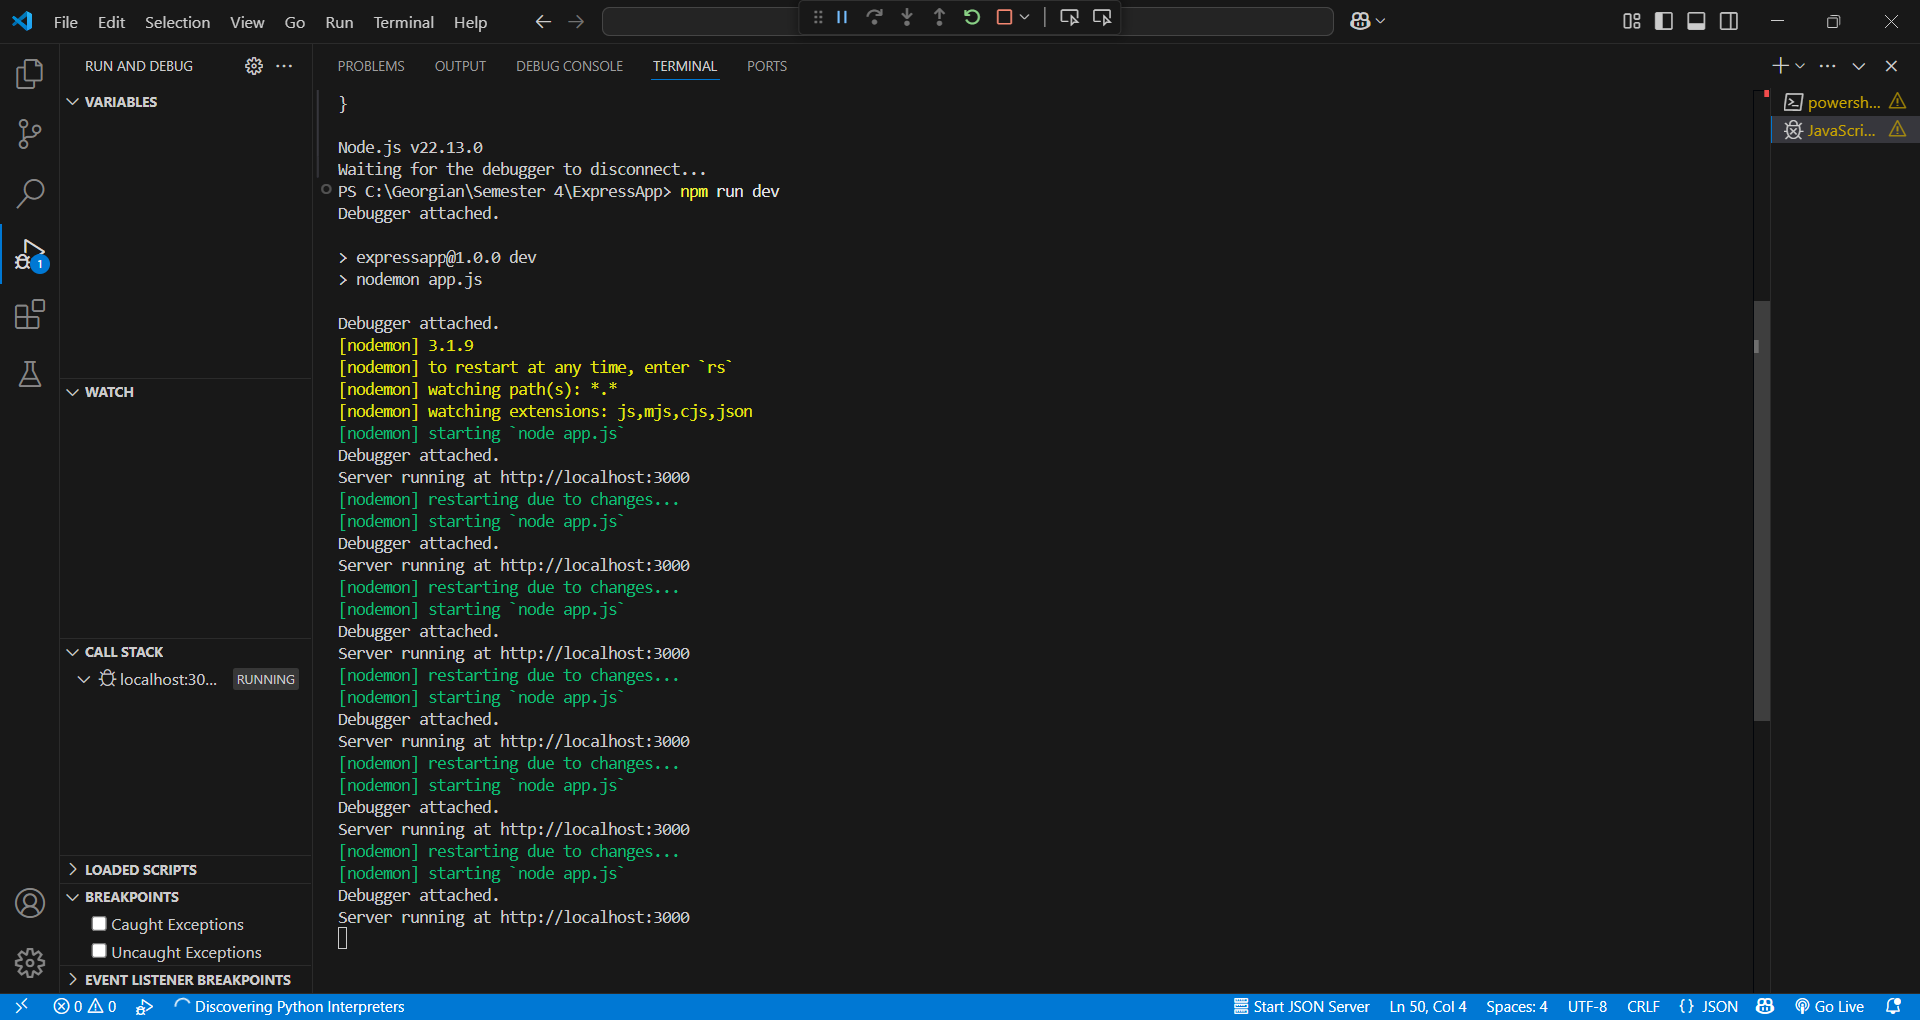 File Edit Selection View Go Run Terminal Help
RUN AND DEBUG
PROBLEMS OUTPUT DEBUG CONSOLE TERMINAL PORTS
VARIABLES
}
powersh...
JavaScri...
Node.js v22.13.0
Waiting for the debugger to disconnect...
PS C:\Georgian\Semester 4\ExpressApp> npm run dev
Debugger attached.
1
> expressapp@1.0.0 dev
> nodemon app.js
Debugger attached.
[nodemon] 3.1.9
[nodemon] to restart at any time, enter `rs`
[nodemon] watching path(s): *.*
WATCH
[nodemon] watching extensions: js,mjs,cjs,json
[nodemon] starting `node app.js`
Debugger attached.
Server running at http://localhost:3000
[nodemon] restarting due to changes...
[nodemon] starting `node app.js`
Debugger attached.
Server running at http://localhost:3000
[nodemon] restarting due to changes...
[nodemon] starting `node app.js`
Debugger attached.
Server running at http://localhost:3000
CALL STACK
[nodemon] restarting due to changes...
localhost:30... RUNNING
[nodemon] starting `node app.js`
Debugger attached.
Server running at http://localhost:3000
[nodemon] restarting due to changes...
[nodemon] starting `node app.js`
Debugger attached.
Server running at http://localhost:3000
[nodemon] restarting due to changes...
[nodemon] starting `node app.js`
LOADED SCRIPTS
Debugger attached.
BREAKPOINTS
Server running at http://localhost:3000
Caught Exceptions
Uncaught Exceptions
EVENT LISTENER BREAKPOINTS
0 0 Discovering Python Interpreters Start JSON Server Ln 50, Col 4 Spaces: 4 UTF-8 CRLF {} JSON Go Live